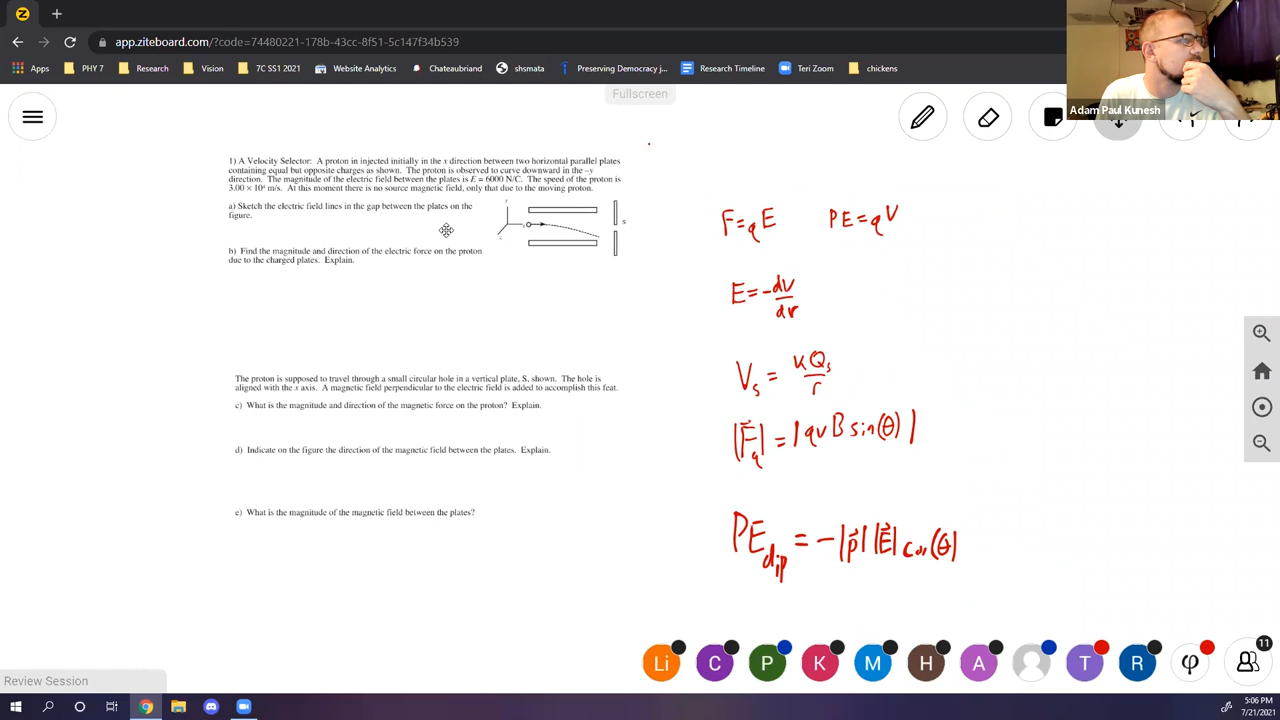 app.ziteboard.com/?code=74480221-178b-43cc-8f51-5c147f34b539
Apps PHY 7 Research Vision 7C SS1 2021 Website Analytics Chateaubriand shsmata Preserving Democracy j... Research Timeline Teri Zoom chickens
Fullscreen
Adam Paul Kunesh
1) A Velocity Selector: A proton in injected initially in the x direction between two horizontal parallel plates
containing equal but opposite charges as shown. The proton is observed to curve downward in the –y
direction. The magnitude of the electric field between the plates is E = 6000 N/C. The speed of the proton is
3.00 × 10⁶ m/s. At this moment there is no source magnetic field, only that due to the moving proton.
a) Sketch the electric field lines in the gap between the plates on the
figure.
S
b) Find the magnitude and direction of the electric force on the proton
due to the charged plates. Explain.
The proton is supposed to travel through a small circular hole in a vertical plate, S, shown. The hole is
aligned with the x axis. A magnetic field perpendicular to the electric field is added to accomplish this feat.
c) What is the magnitude and direction of the magnetic force on the proton? Explain.
d) Indicate on the figure the direction of the magnetic field between the plates. Explain.
e) What is the magnitude of the magnetic field between the plates?
F=qE PE=qV
E=-dV/dr
Vs = kQs/r
|F⃗q| = |qvB sin(θ)|
PEdip = -|p⃗||E⃗|cos(θ)
Li C P K M H A T R φ 11
Review Session
5:06 PM
7/21/2021